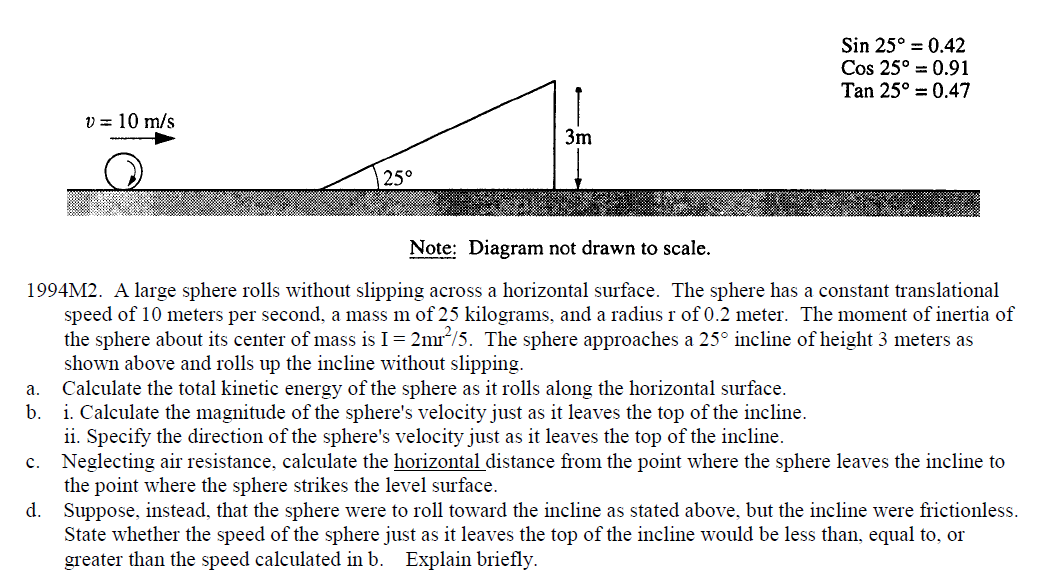 Sin 25° = 0.42
Cos 25° = 0.91
Tan 25° = 0.47
v = 10 m/s
3m
25°
Note: Diagram not drawn to scale.
1994M2. A large sphere rolls without slipping across a horizontal surface. The sphere has a constant translational
speed of 10 meters per second, a mass m of 25 kilograms, and a radius r of 0.2 meter. The moment of inertia of
the sphere about its center of mass is I = 2mr²/5. The sphere approaches a 25° incline of height 3 meters as
shown above and rolls up the incline without slipping.
a. Calculate the total kinetic energy of the sphere as it rolls along the horizontal surface.
b. i. Calculate the magnitude of the sphere's velocity just as it leaves the top of the incline.
ii. Specify the direction of the sphere's velocity just as it leaves the top of the incline.
c. Neglecting air resistance, calculate the horizontal distance from the point where the sphere leaves the incline to
the point where the sphere strikes the level surface.
d. Suppose, instead, that the sphere were to roll toward the incline as stated above, but the incline were frictionless.
State whether the speed of the sphere just as it leaves the top of the incline would be less than, equal to, or
greater than the speed calculated in b. Explain briefly.